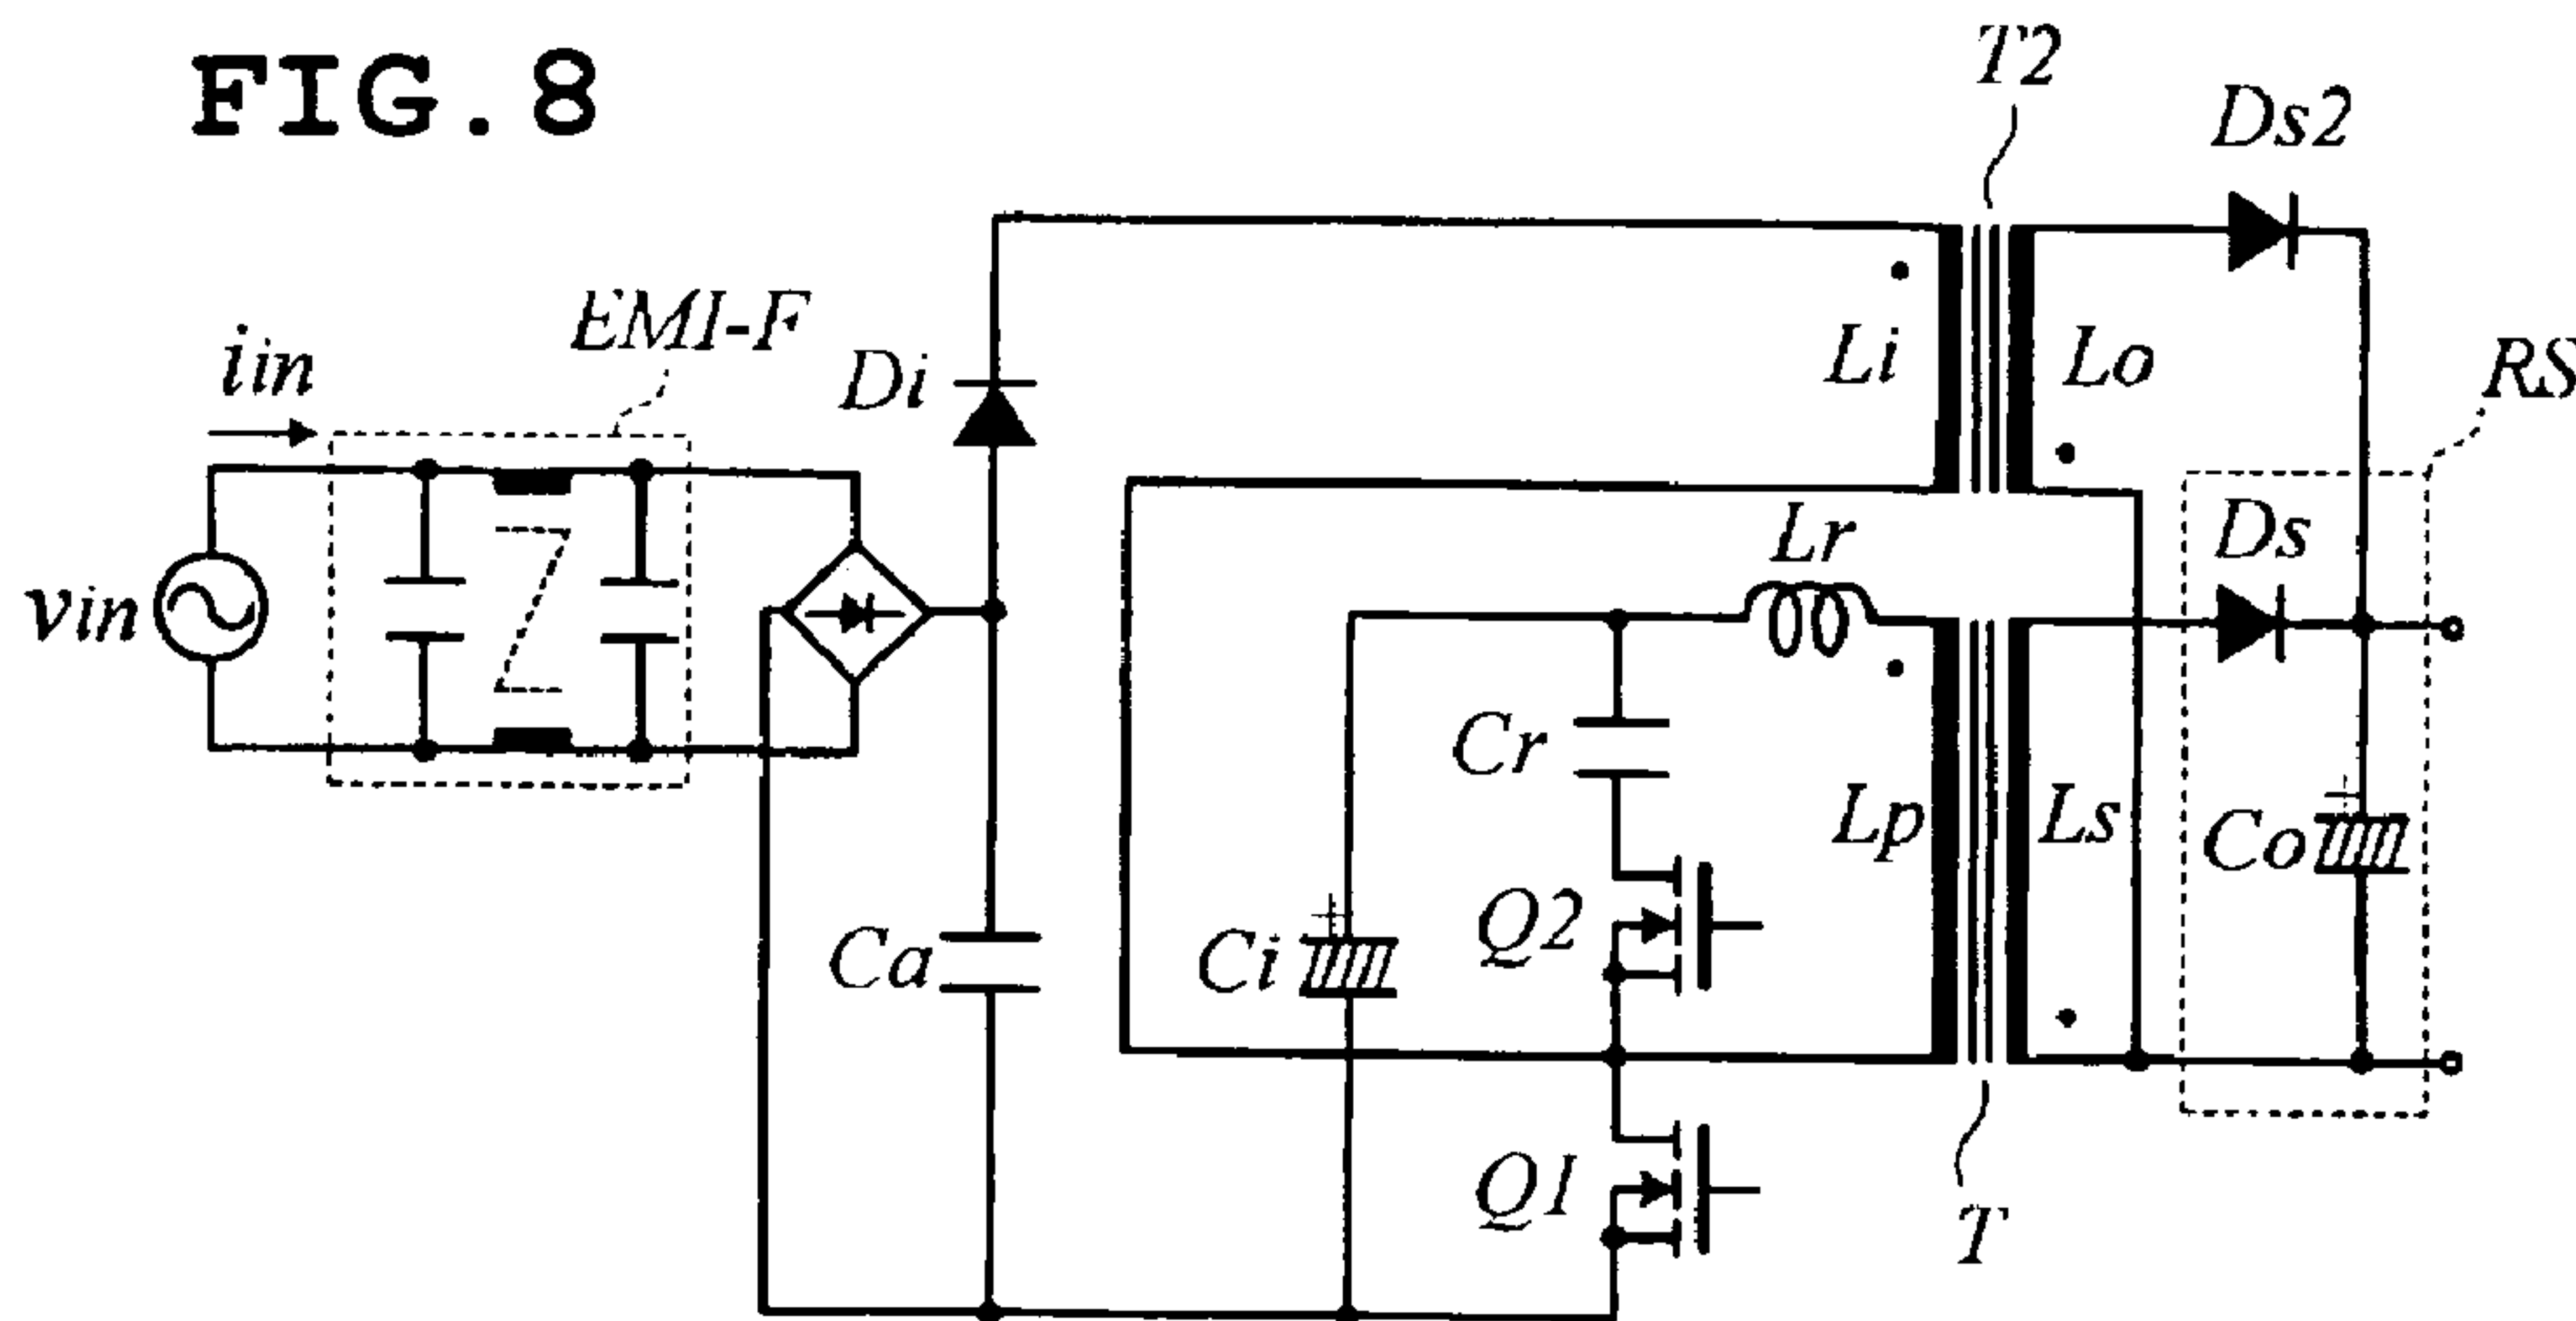 FIG.8
T2
Ds2
EMI-F
iin
Di
Li
Lo
RS
Lr
Ds
vin
Cr
Lp
Ls
Co
Q2
Ca
Ci
Q1
T